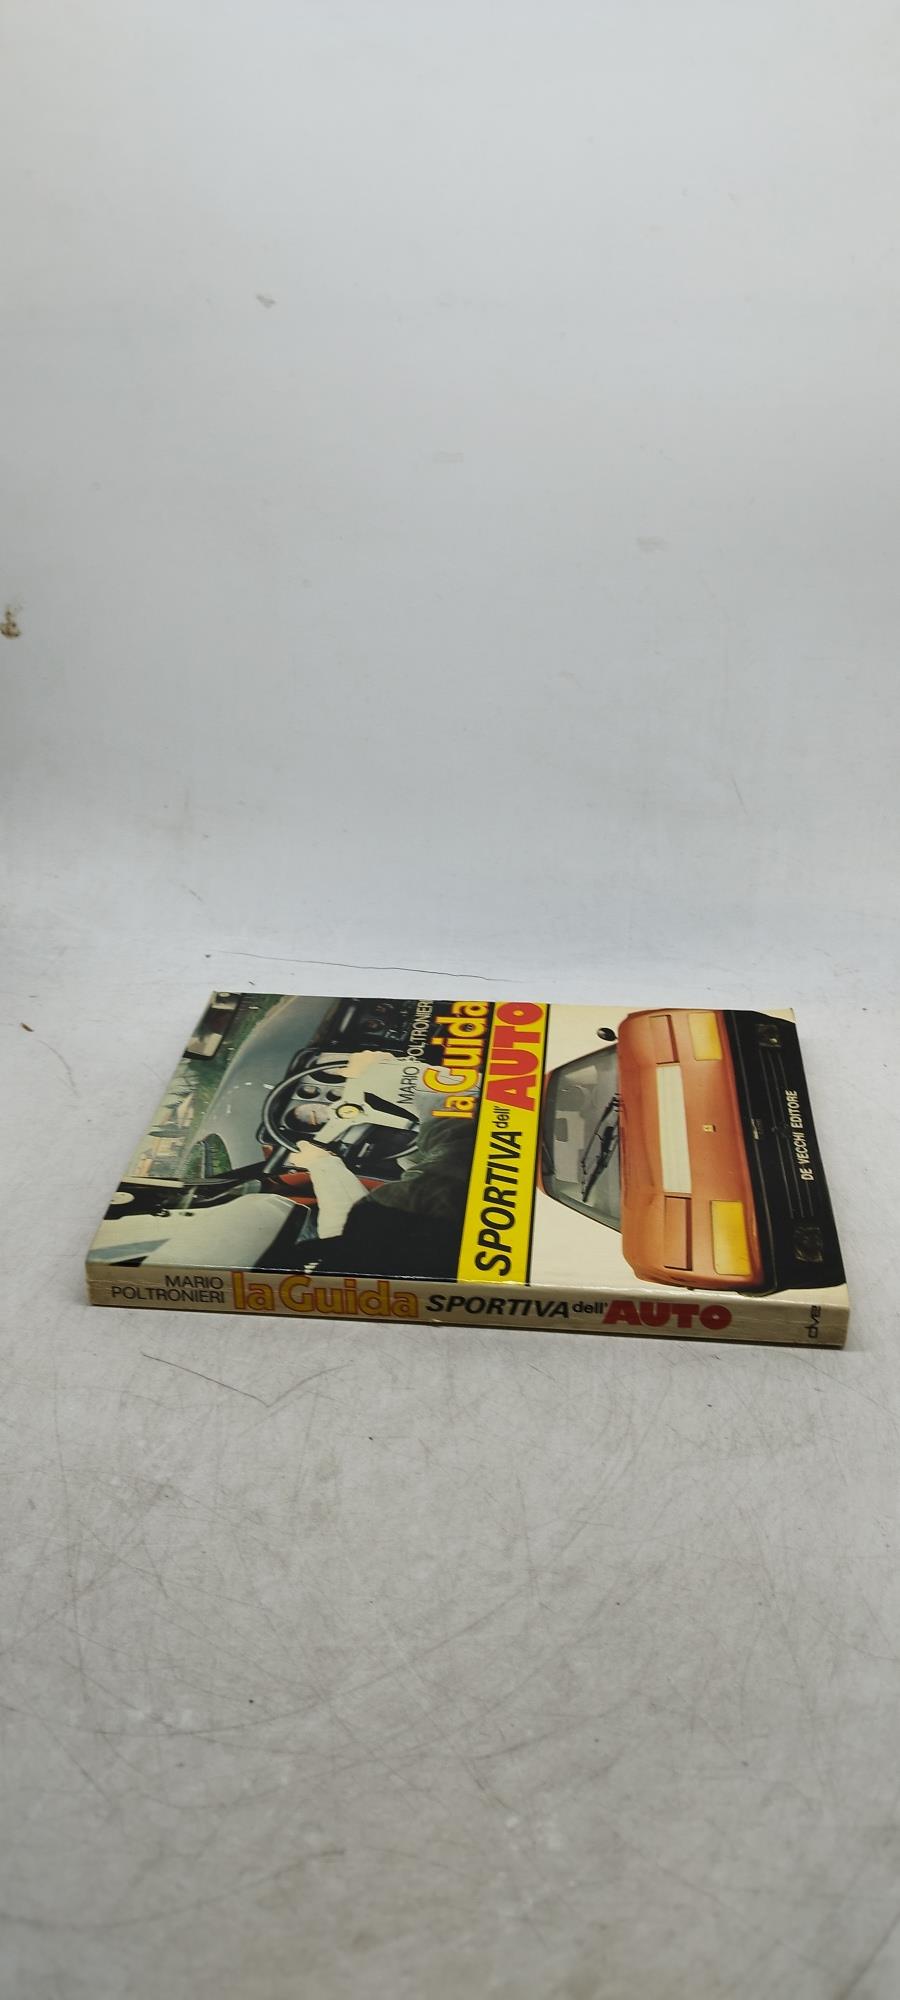 MARIO POLTRONIERI
la Guida
SPORTIVA dell'AUTO
DE VECCHI EDITORE
MARIO
POLTRONIERI
la Guida SPORTIVA dell'AUTO
dve